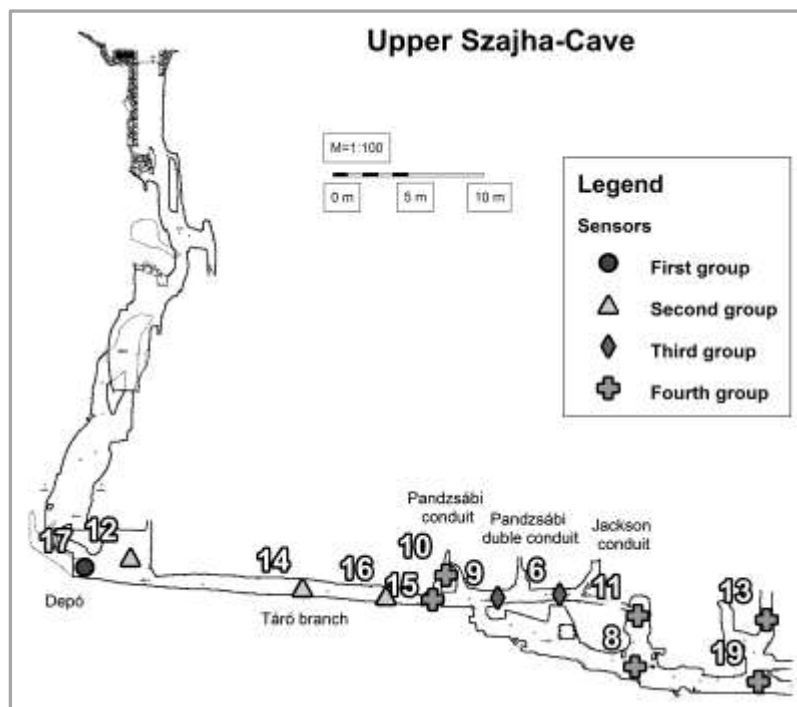 Upper Szajha-Cave
M=1:100
0 m
5 m
10 m
Legend
Sensors
First group
Second group
Third group
Fourth group
Pandzsábi
conduit
Pandzsábi
duble conduit
Jackson
conduit
17
12
14
16
15
10
9
6
11
8
13
19
Depó
Táró branch